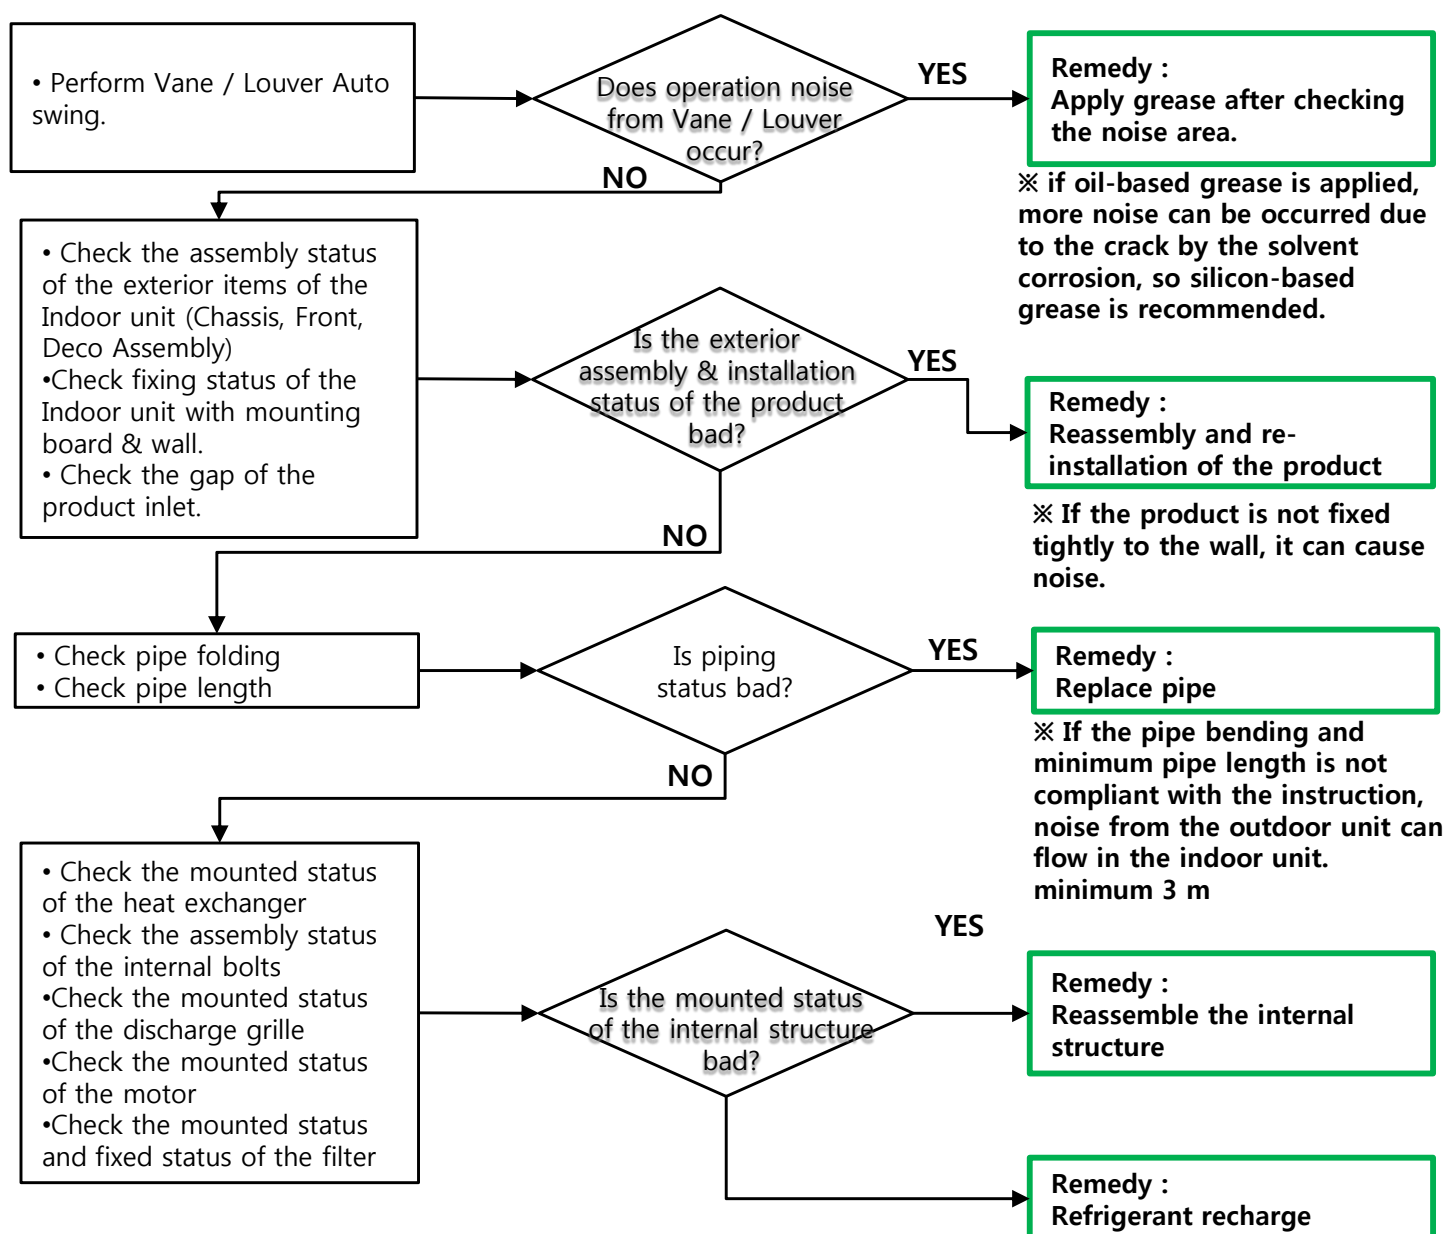 • Perform Vane / Louver Auto
swing.
Does operation noise
from Vane / Louver
occur?
YES
Remedy :
Apply grease after checking
the noise area.
※ if oil-based grease is applied,
more noise can be occurred due
to the crack by the solvent
corrosion, so silicon-based
grease is recommended.
NO
• Check the assembly status
of the exterior items of the
Indoor unit (Chassis, Front,
Deco Assembly)
•Check fixing status of the
Indoor unit with mounting
board & wall.
• Check the gap of the
product inlet.
Is the exterior
assembly & installation
status of the product
bad?
YES
Remedy :
Reassembly and re-
installation of the product
※ If the product is not fixed
tightly to the wall, it can cause
noise.
NO
• Check pipe folding
• Check pipe length
Is piping
status bad?
YES
Remedy :
Replace pipe
※ If the pipe bending and
minimum pipe length is not
compliant with the instruction,
noise from the outdoor unit can
flow in the indoor unit.
minimum 3 m
NO
• Check the mounted status
of the heat exchanger
• Check the assembly status
of the internal bolts
•Check the mounted status
of the discharge grille
•Check the mounted status
of the motor
•Check the mounted status
and fixed status of the filter
Is the mounted status
of the internal structure
bad?
YES
Remedy :
Reassemble the internal
structure
Remedy :
Refrigerant recharge